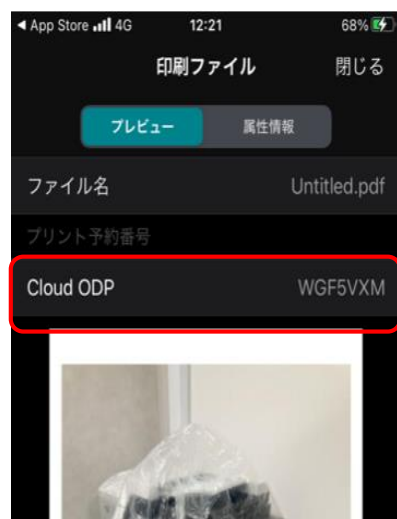 App Store 4G 12:21 68%
印刷ファイル 閉じる
プレビュー 属性情報
ファイル名 Untitled.pdf
プリント予約番号
Cloud ODP WGF5VXM